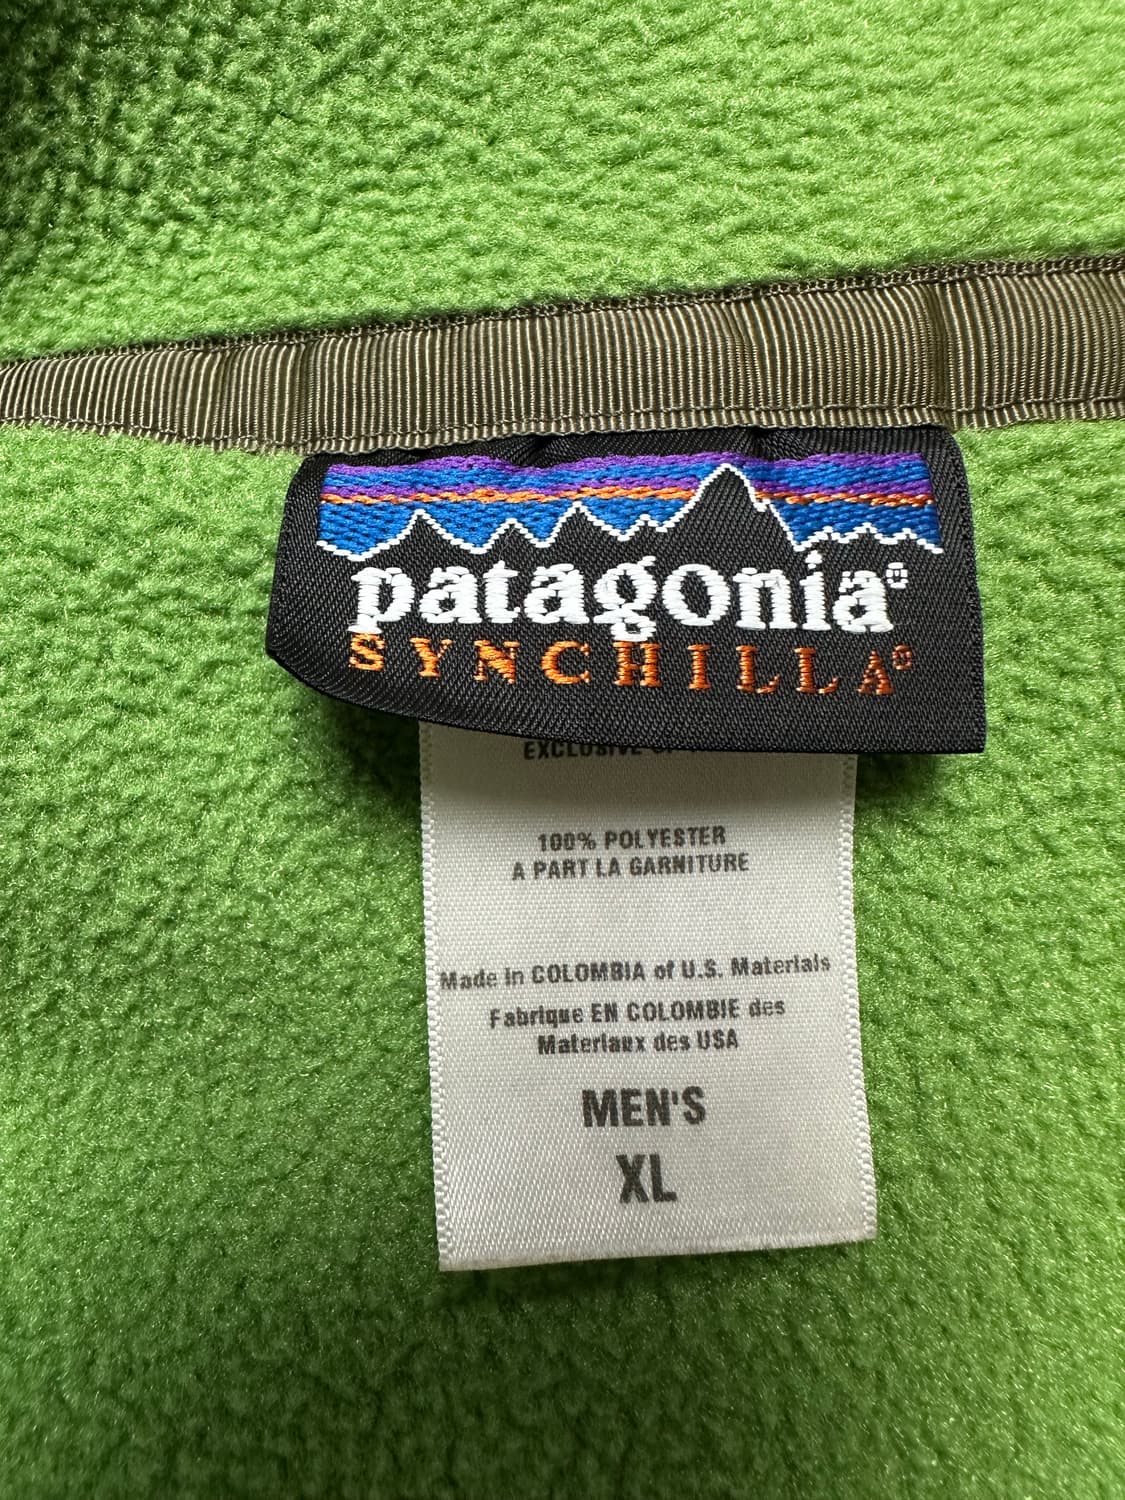 patagonia®
SYNCHILLA®
EXCLUSIVE
100% POLYESTER
A PART LA GARNITURE
Made in COLOMBIA of U.S. Materials
Fabrique EN COLOMBIE des
Materiaux des USA
MEN'S
XL